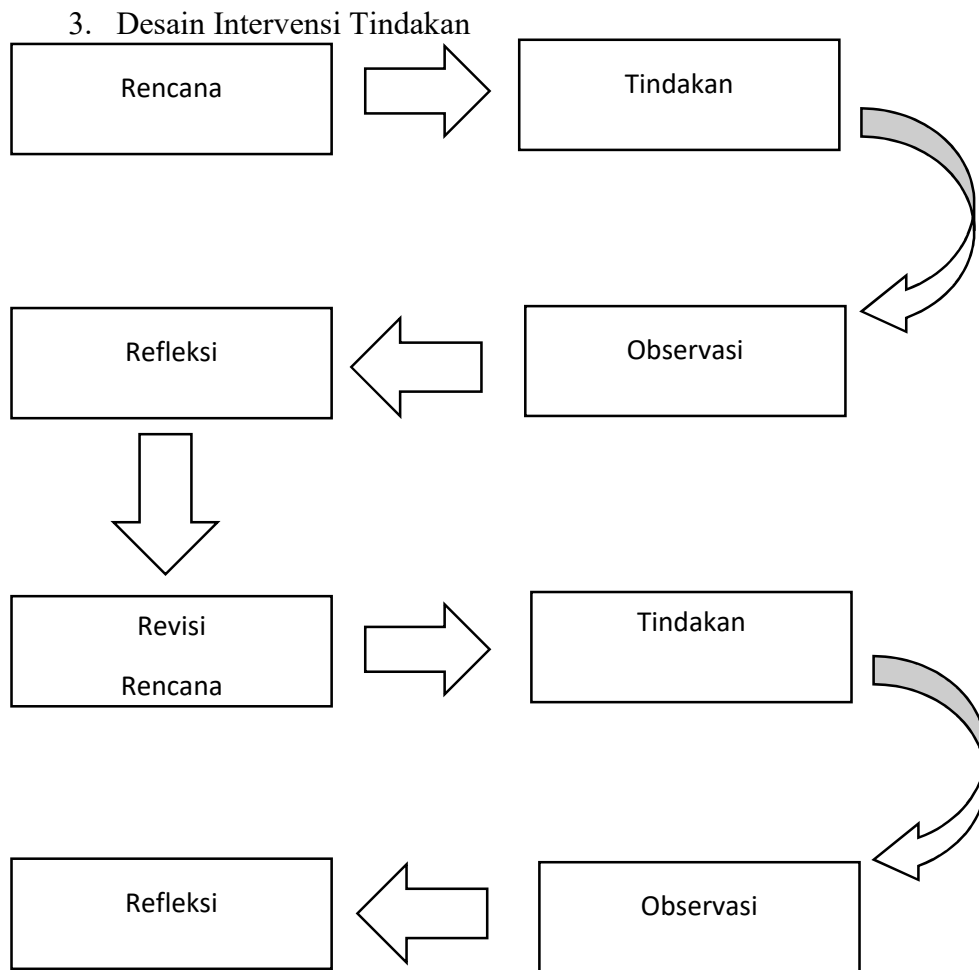 3. Desain Intervensi Tindakan
Rencana
Tindakan
Observasi
Refleksi
Revisi
Rencana
Tindakan
Observasi
Refleksi